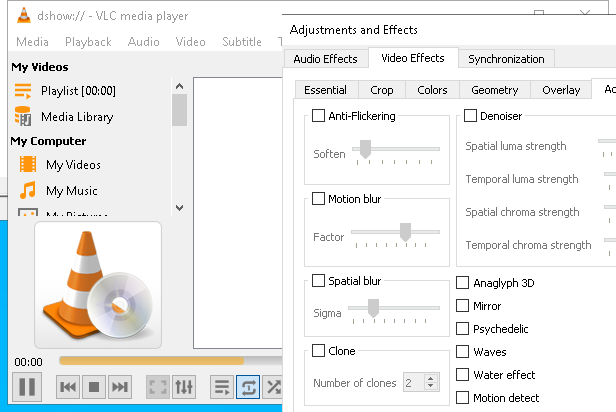 dshow:// - VLC media player
Media Playback Audio Video Subtitle
My Videos
Playlist [00:00]
Media Library
My Computer
My Videos
My Music
My Pictures
00:00
Adjustments and Effects
Audio Effects Video Effects Synchronization
Essential Crop Colors Geometry Overlay
Anti-Flickering
Soften
Motion blur
Factor
Spatial blur
Sigma
Clone
Number of clones 2
Denoiser
Spatial luma strength
Temporal luma strength
Spatial chroma strength
Temporal chroma strength
Anaglyph 3D
Mirror
Psychedelic
Waves
Water effect
Motion detect